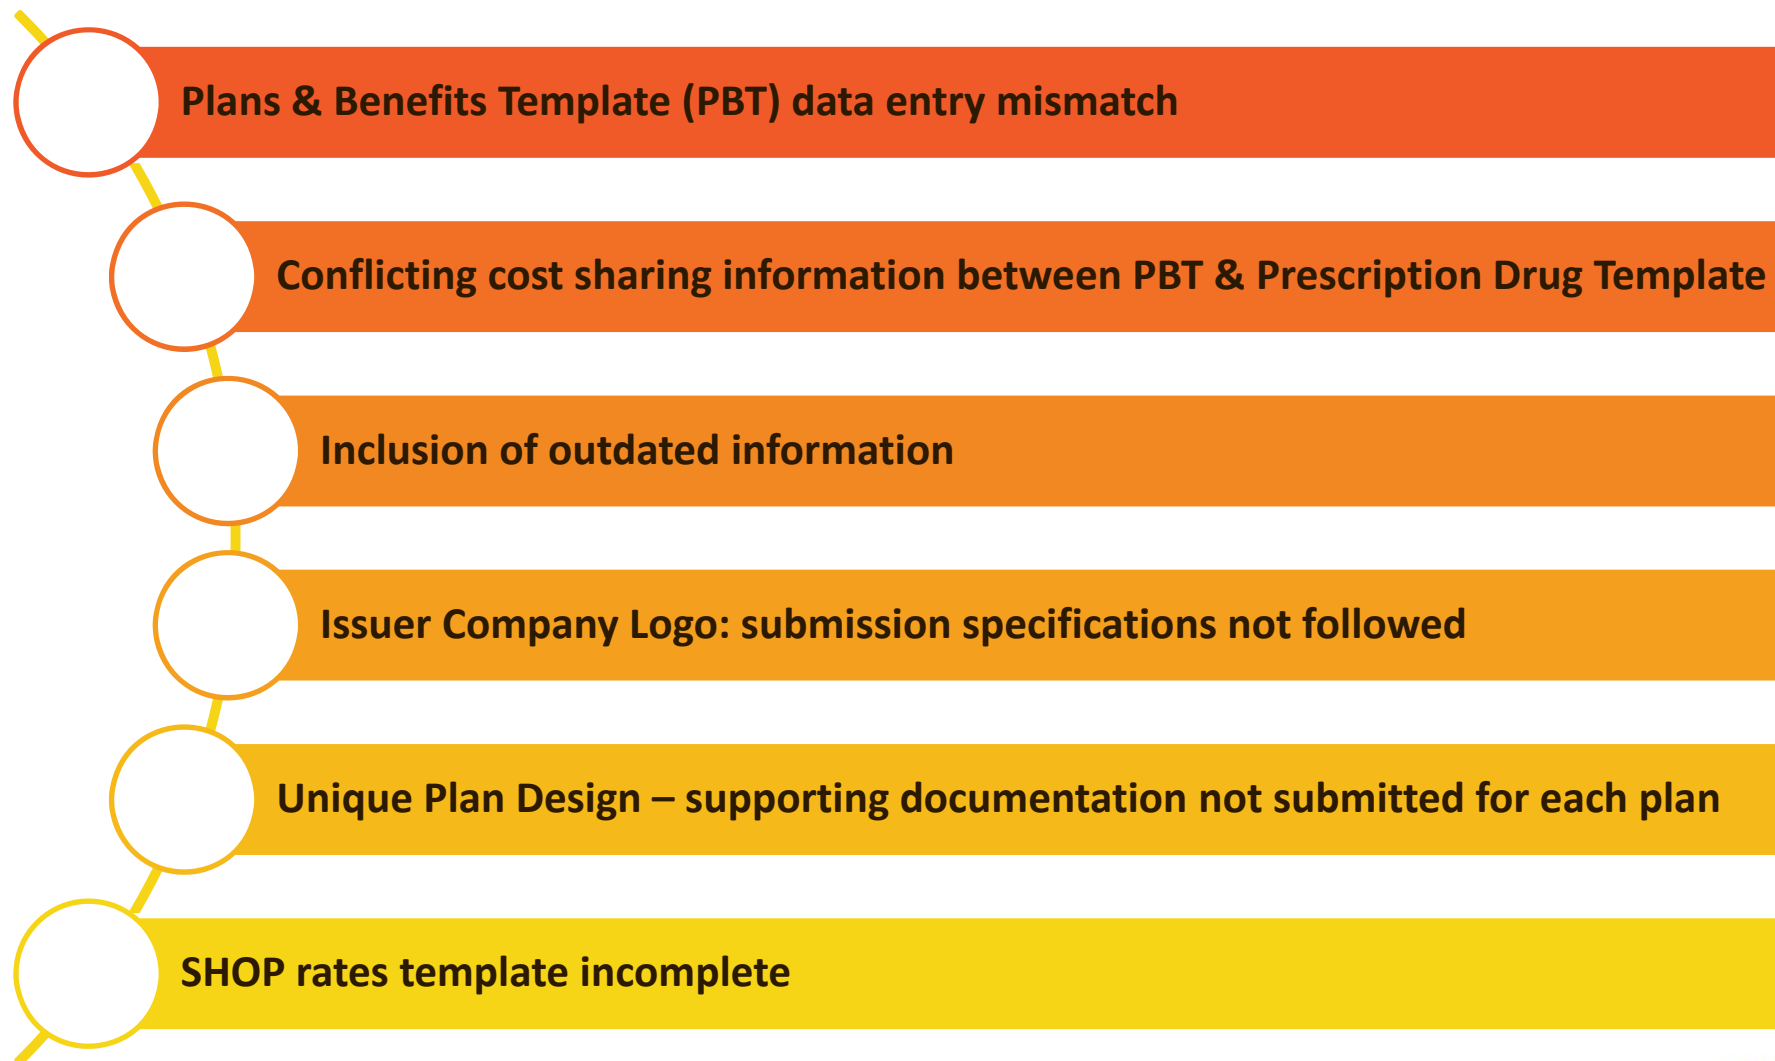 Plans & Benefits Template (PBT) data entry mismatch
Conflicting cost sharing information between PBT & Prescription Drug Template
Inclusion of outdated information
Issuer Company Logo: submission specifications not followed
Unique Plan Design – supporting documentation not submitted for each plan
SHOP rates template incomplete